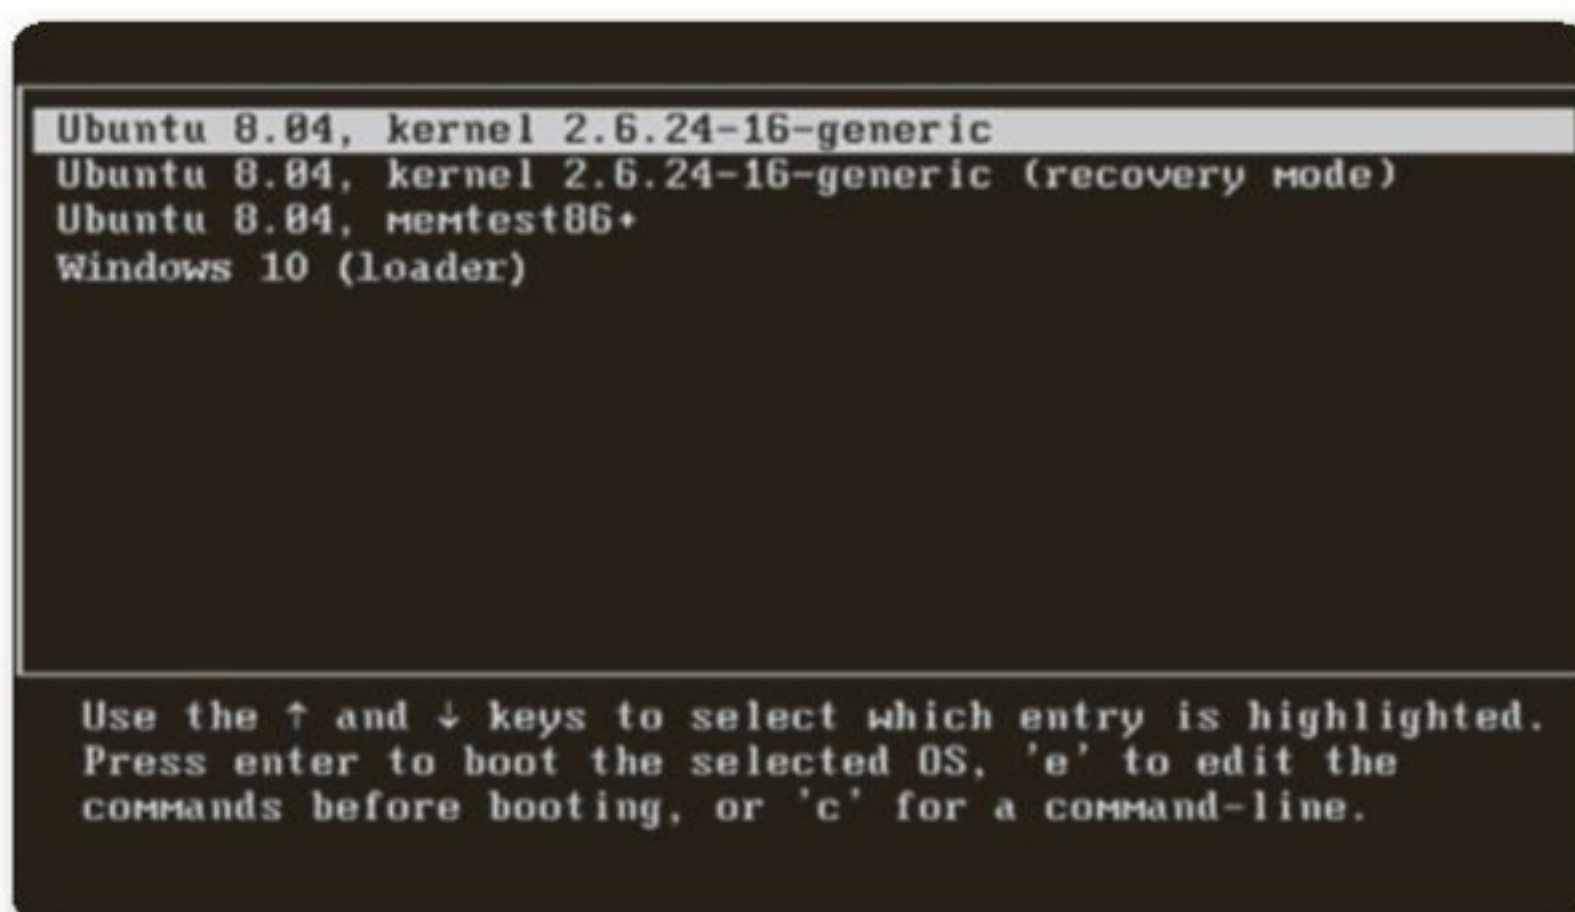 Ubuntu 8.04, kernel 2.6.24-16-generic
Ubuntu 8.04, kernel 2.6.24-16-generic (recovery mode)
Ubuntu 8.04, memtest86+
Windows 10 (loader)
Use the ↑ and ↓ keys to select which entry is highlighted.
Press enter to boot the selected OS, 'e' to edit the
commands before booting, or 'c' for a command-line.